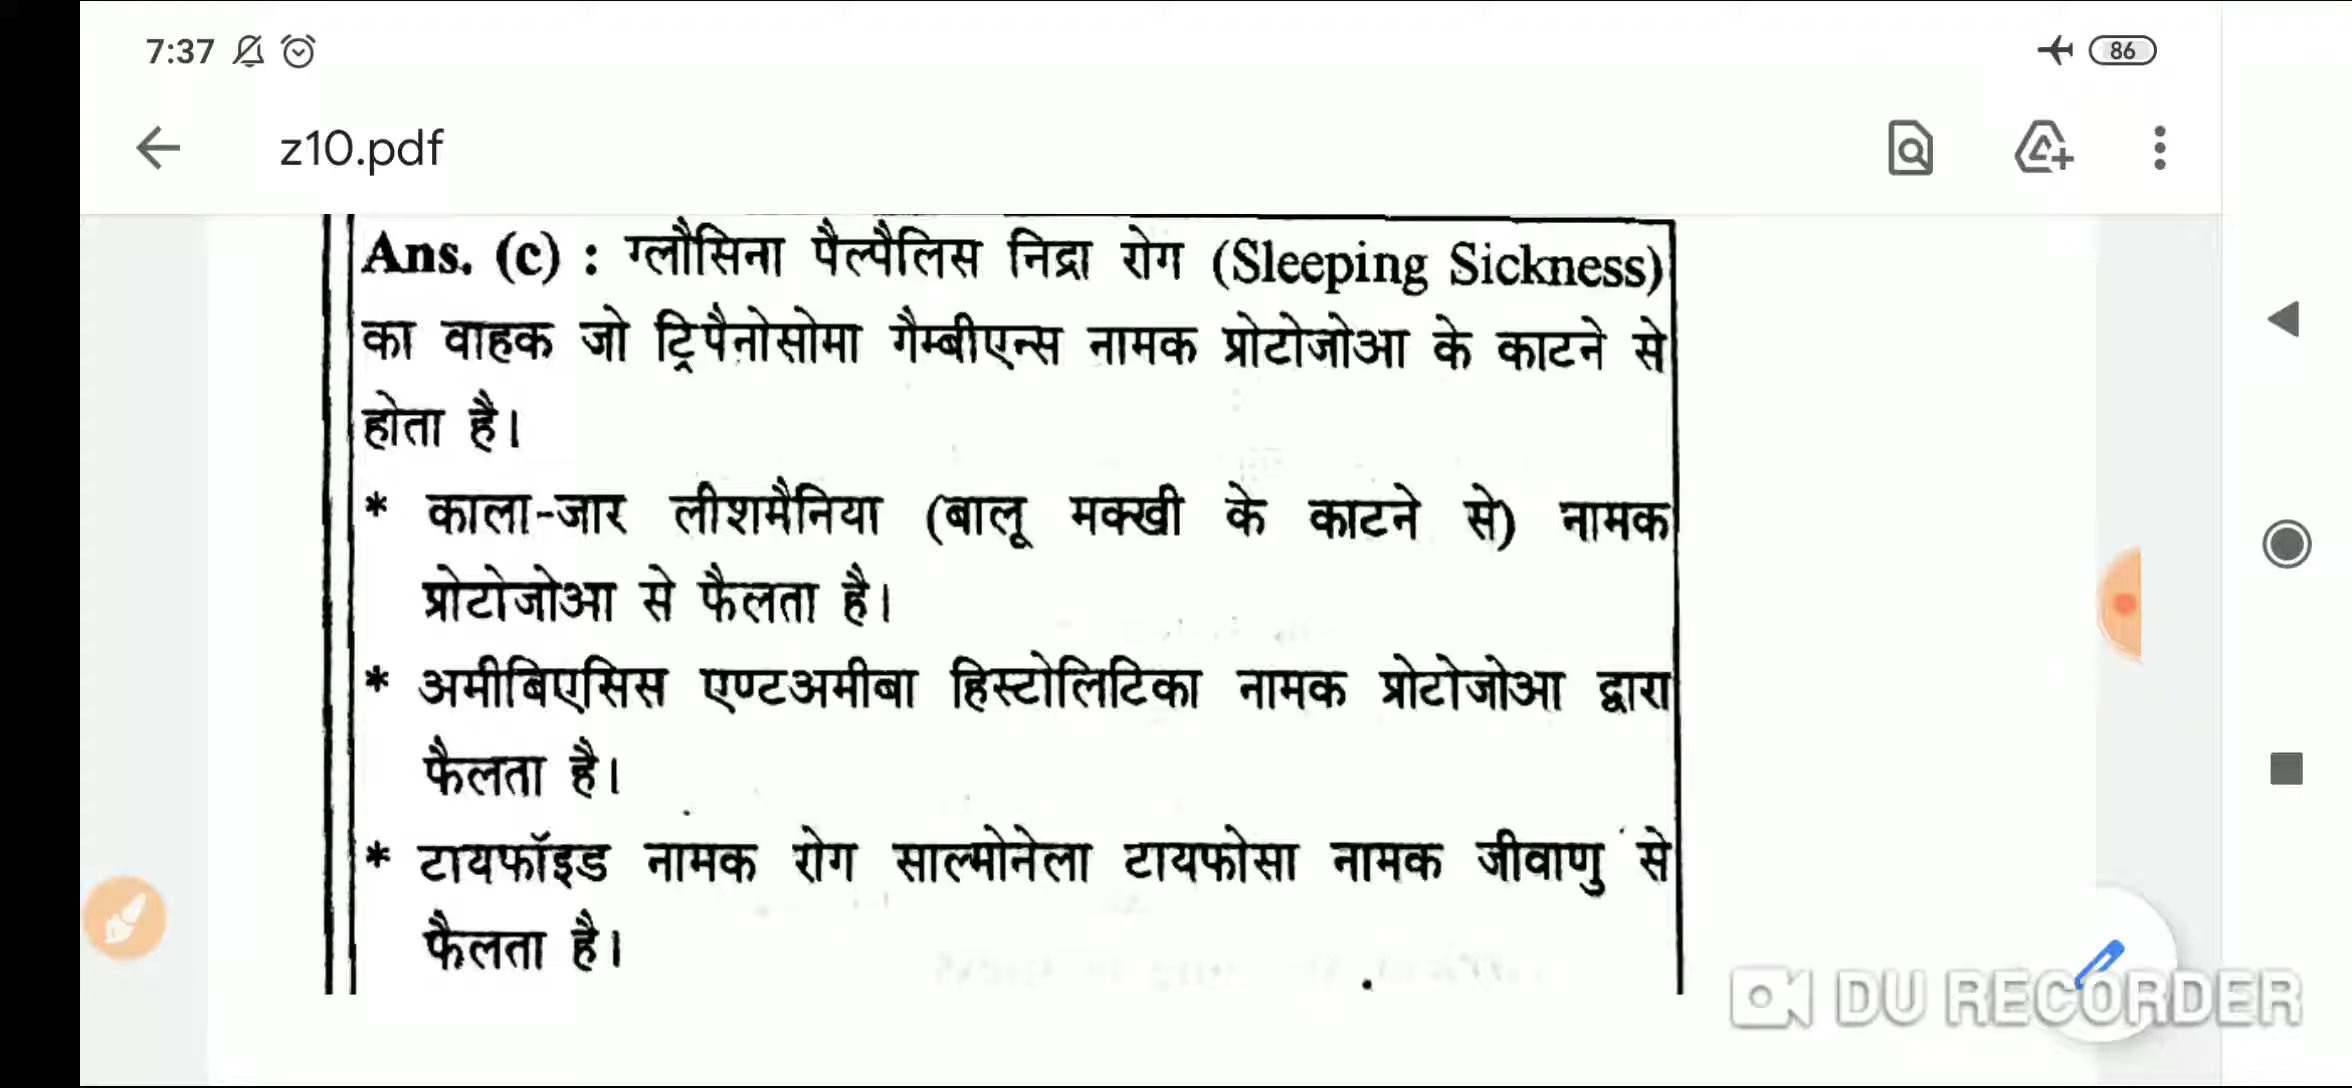 7:37
86
z10.pdf
Ans. (c) : ग्लौसिना पैल्पैलिस निद्रा रोग (Sleeping Sickness)
का वाहक जो ट्रिपैनोसोमा गैम्बीएन्स नामक प्रोटोजोआ के काटने से
होता है।
* काला-जार लीशमैनिया (बालू मक्खी के काटने से) नामक
प्रोटोजोआ से फैलता है।
* अमीबिएसिस एण्टअमीबा हिस्टोलिटिका नामक प्रोटोजोआ द्वारा
फैलता है।
* टायफॉइड नामक रोग साल्मोनेला टायफोसा नामक जीवाणु से
फैलता है।
DU RECORDER